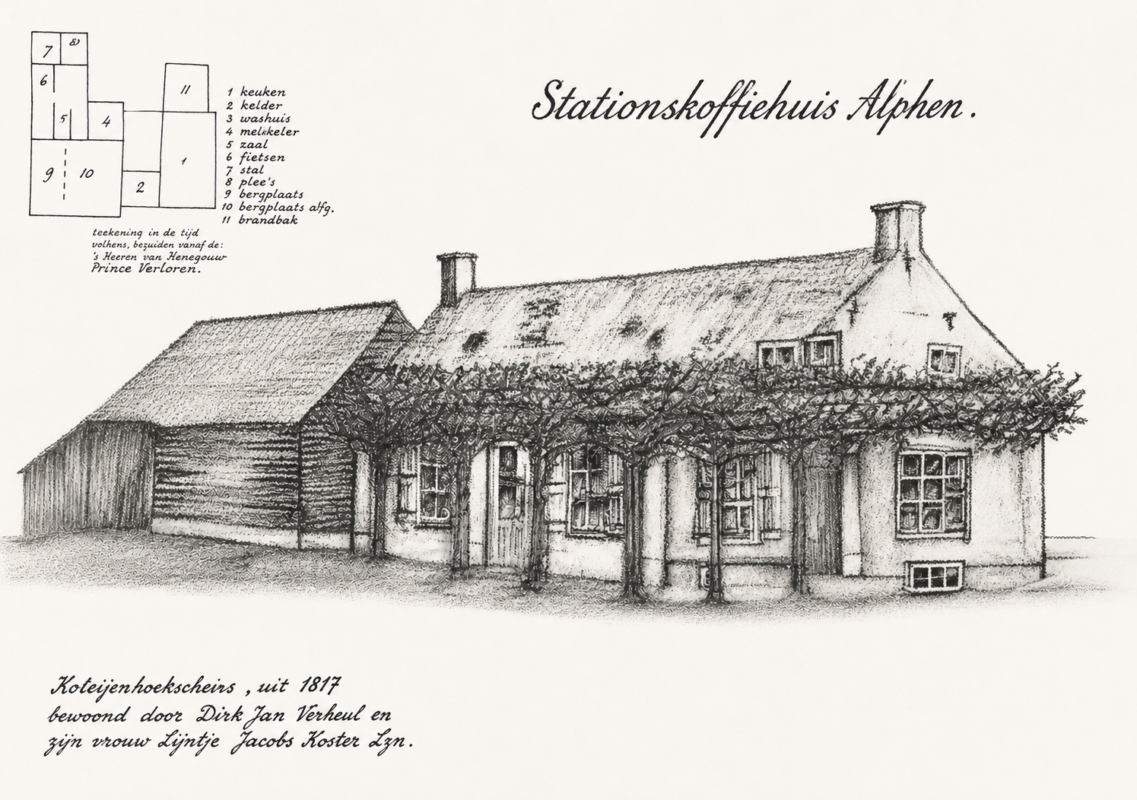 Stationskoffiehuis Alphen.
7 8
6
11
5 4
9 10 2 1
1 keuken
2 kelder
3 washuis
4 melkkeler
5 zaal
6 fietsen
7 stal
8 plee's
9 bergplaats
10 bergplaats alfg.
11 brandbak
teekening in de tijd
volhens, bezuiden vanaf de:
's Heeren van Henegouw
Prince Verloren.
Koteijenhoekscheirs , uit 1817
bewoond door Dirk Jan Verheul en
zijn vrouw Lijntje Jacobs Koster Lzn.